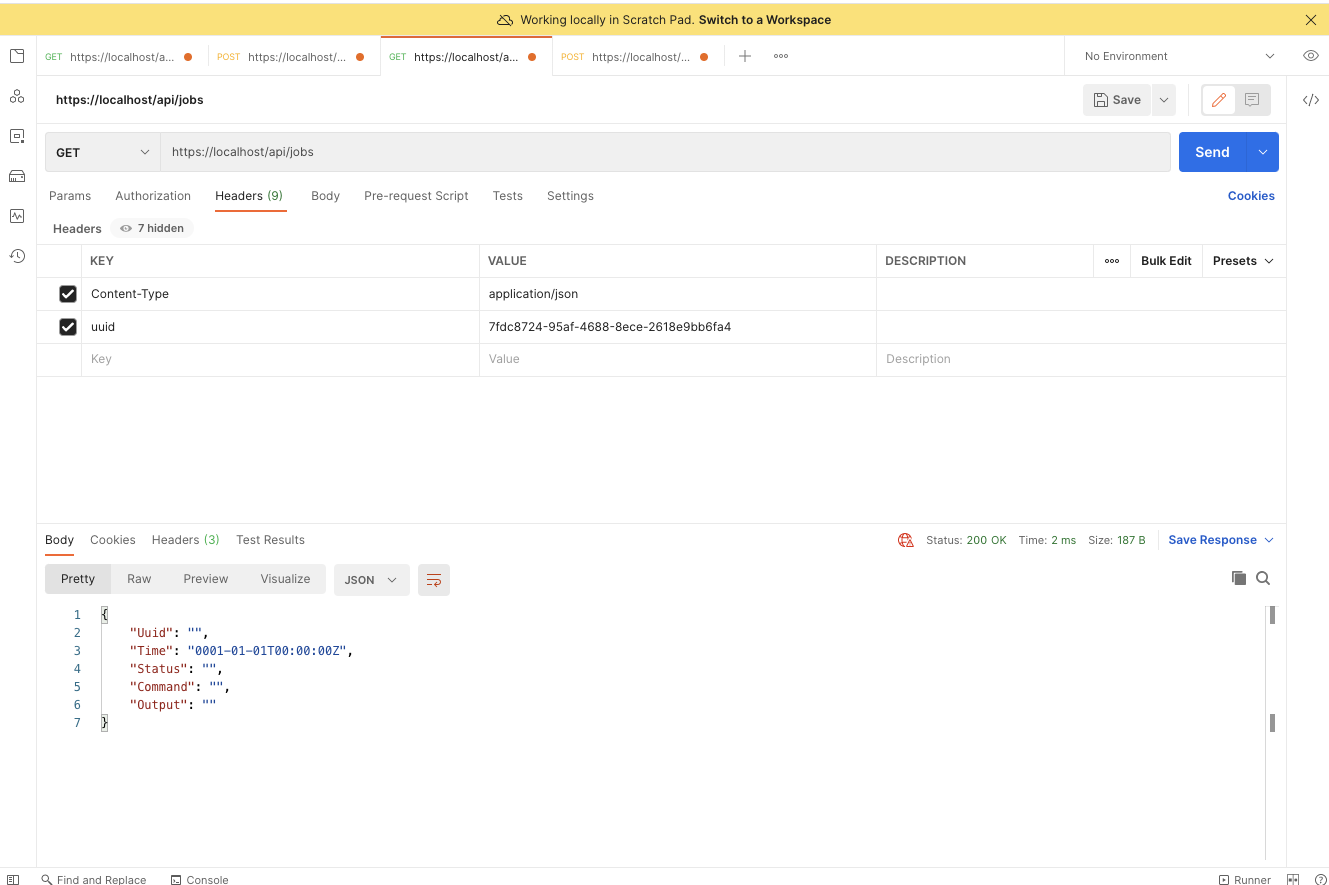 Working locally in Scratch Pad. Switch to a Workspace
GET https://localhost/a...
POST https://localhost/...
GET https://localhost/a...
POST https://localhost/...
No Environment
https://localhost/api/jobs
Save
GET
https://localhost/api/jobs
Send
Params Authorization Headers (9) Body Pre-request Script Tests Settings Cookies
Headers 7 hidden
KEY VALUE DESCRIPTION Bulk Edit Presets
Content-Type application/json
uuid 7fdc8724-95af-4688-8ece-2618e9bb6fa4
Key Value Description
Body Cookies Headers (3) Test Results Status: 200 OK Time: 2 ms Size: 187 B Save Response
Pretty Raw Preview Visualize JSON
1 {
2 "Uuid": "",
3 "Time": "0001-01-01T00:00:00Z",
4 "Status": "",
5 "Command": "",
6 "Output": ""
7 }
Find and Replace Console Runner